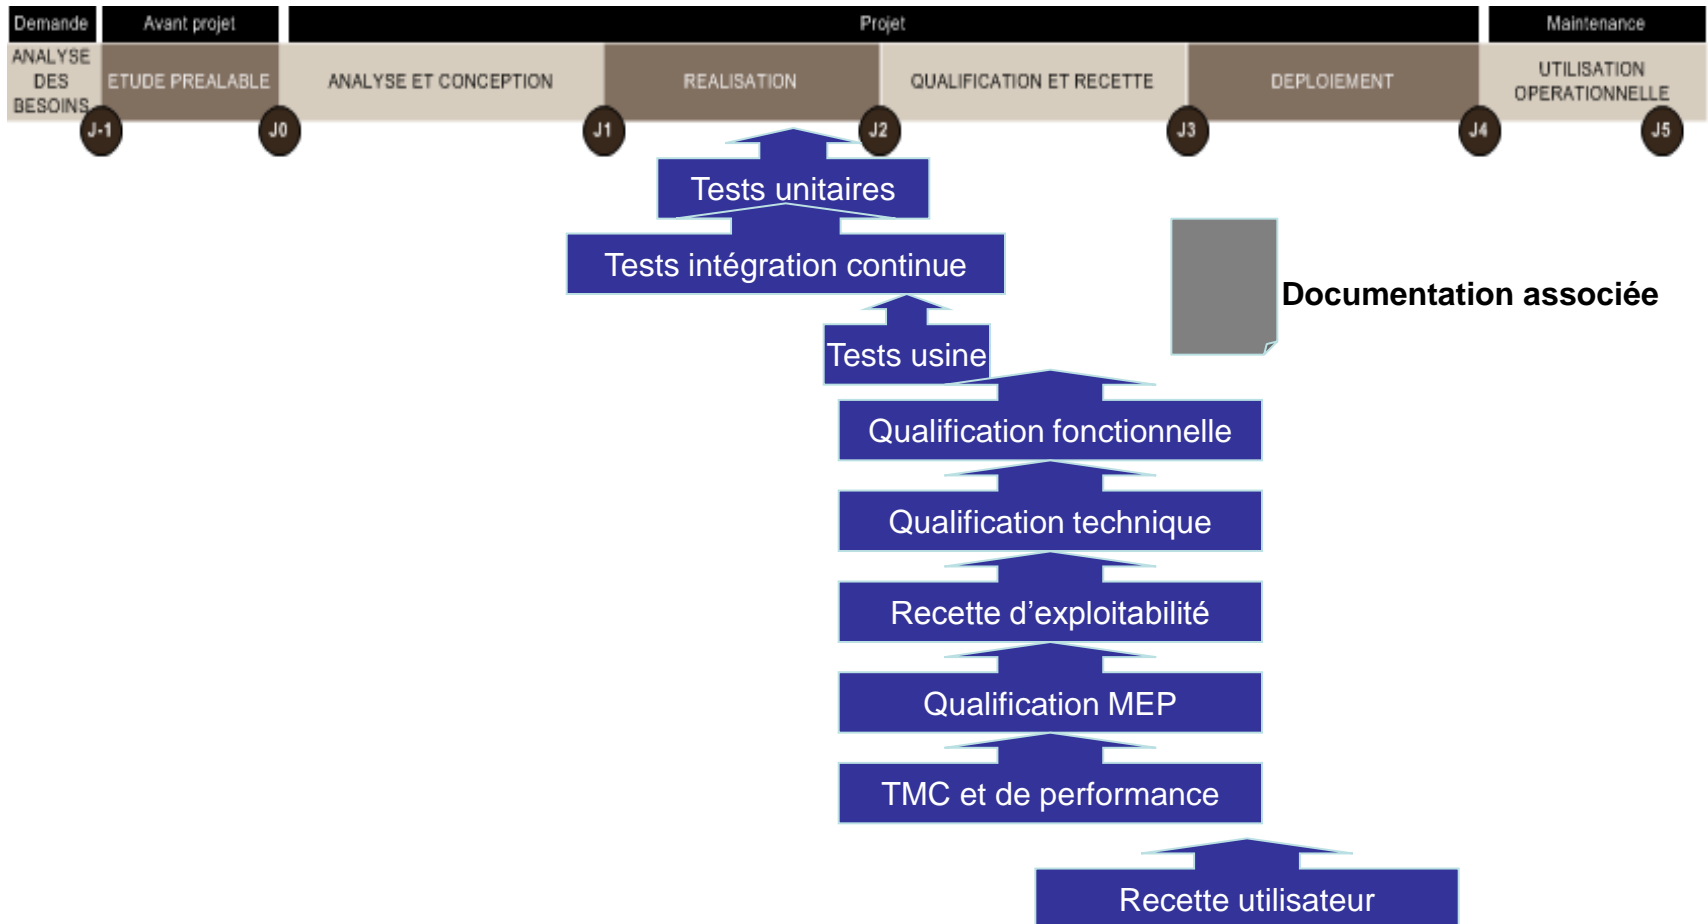 Demande
Avant projet
Projet
Maintenance
ANALYSE
DES
BESOINS
ETUDE PREALABLE
ANALYSE ET CONCEPTION
REALISATION
QUALIFICATION ET RECETTE
DEPLOIEMENT
UTILISATION
OPERATIONNELLE
J-1
J0
J1
J2
J3
J4
J5
Tests unitaires
Tests intégration continue
Documentation associée
Tests usine
Qualification fonctionnelle
Qualification technique
Recette d’exploitabilité
Qualification MEP
TMC et de performance
Recette utilisateur